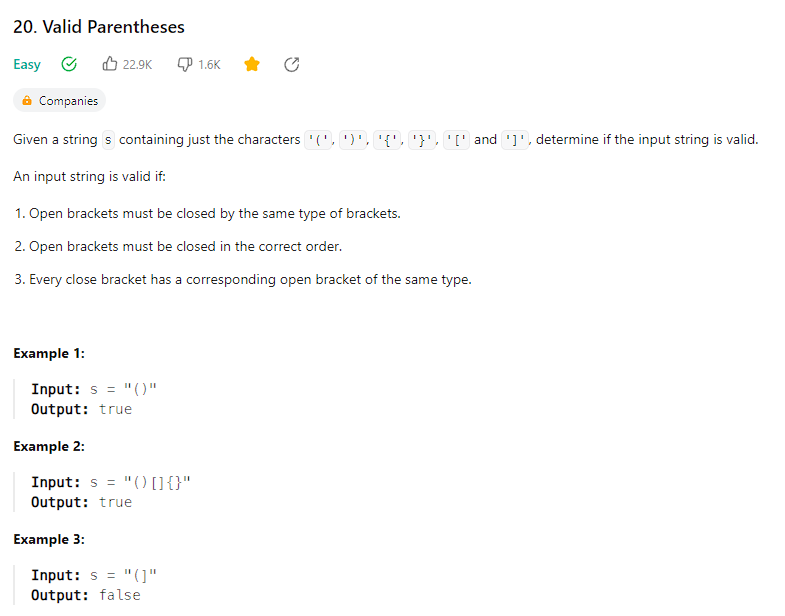 20. Valid Parentheses
Easy 22.9K 1.6K
Companies
Given a string s containing just the characters '(', ')', '{', '}', '[' and ']', determine if the input string is valid.
An input string is valid if:
1. Open brackets must be closed by the same type of brackets.
2. Open brackets must be closed in the correct order.
3. Every close bracket has a corresponding open bracket of the same type.
Example 1:
Input: s = "()"
Output: true
Example 2:
Input: s = "()[]{}"
Output: true
Example 3:
Input: s = "(]"
Output: false